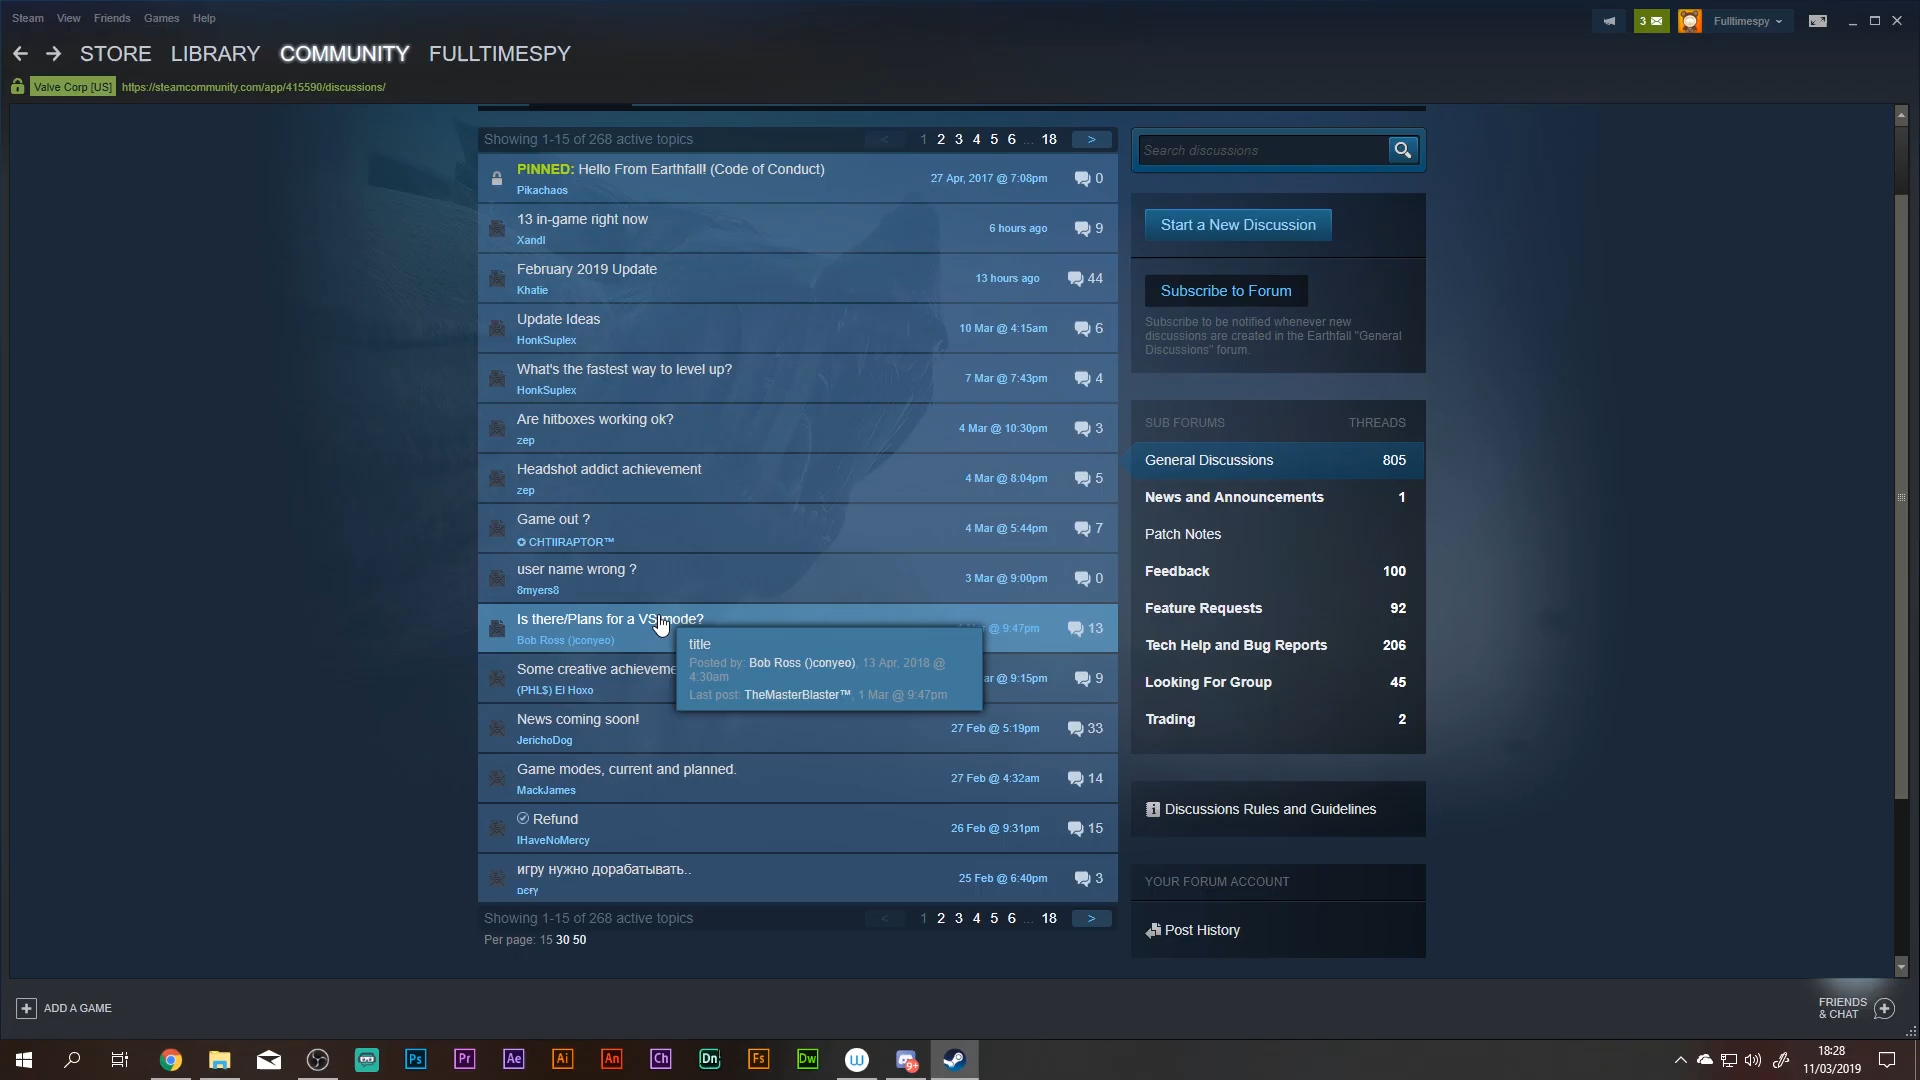 Steam View Friends Games Help
3
Fulltimespy
STORE LIBRARY COMMUNITY FULLTIMESPY
Valve Corp [US] https://steamcommunity.com/app/415590/discussions/
Showing 1-15 of 268 active topics
< 1 2 3 4 5 6 ... 18 >
PINNED: Hello From Earthfall! (Code of Conduct)
Pikachaos
27 Apr, 2017 @ 7:08pm
0
13 in-game right now
Xandl
6 hours ago
9
February 2019 Update
Khatie
13 hours ago
44
Update Ideas
HonkSuplex
10 Mar @ 4:15am
6
What's the fastest way to level up?
HonkSuplex
7 Mar @ 7:43pm
4
Are hitboxes working ok?
zep
4 Mar @ 10:30pm
3
Headshot addict achievement
zep
4 Mar @ 8:04pm
5
Game out ?
✪ CHTIIRAPTOR™
4 Mar @ 5:44pm
7
user name wrong ?
8myers8
3 Mar @ 9:00pm
0
Is there/Plans for a VS mode?
Bob Ross ()conyeo)
@ 9:47pm
13
title
Posted by: Bob Ross ()conyeo), 13 Apr, 2018 @
4:30am
Last post: TheMasterBlaster™, 1 Mar @ 9:47pm
Some creative achieveme
(PHL$) El Hoxo
ar @ 9:15pm
9
News coming soon!
JerichoDog
27 Feb @ 5:19pm
33
Game modes, current and planned.
MackJames
27 Feb @ 4:32am
14
Refund
IHaveNoMercy
26 Feb @ 9:31pm
15
игру нужно дорабатывать..
25 Feb @ 6:40pm
3
Showing 1-15 of 268 active topics
< 1 2 3 4 5 6 ... 18 >
Per page: 15 30 50
Search discussions
Start a New Discussion
Subscribe to Forum
Subscribe to be notified whenever new
discussions are created in the Earthfall "General
Discussions" forum.
SUB FORUMS THREADS
General Discussions 805
News and Announcements 1
Patch Notes
Feedback 100
Feature Requests 92
Tech Help and Bug Reports 206
Looking For Group 45
Trading 2
Discussions Rules and Guidelines
YOUR FORUM ACCOUNT
Post History
ADD A GAME
FRIENDS
& CHAT
Ps Pr Ae Ai An Ch Dn Fs Dw
9+
18:28
11/03/2019